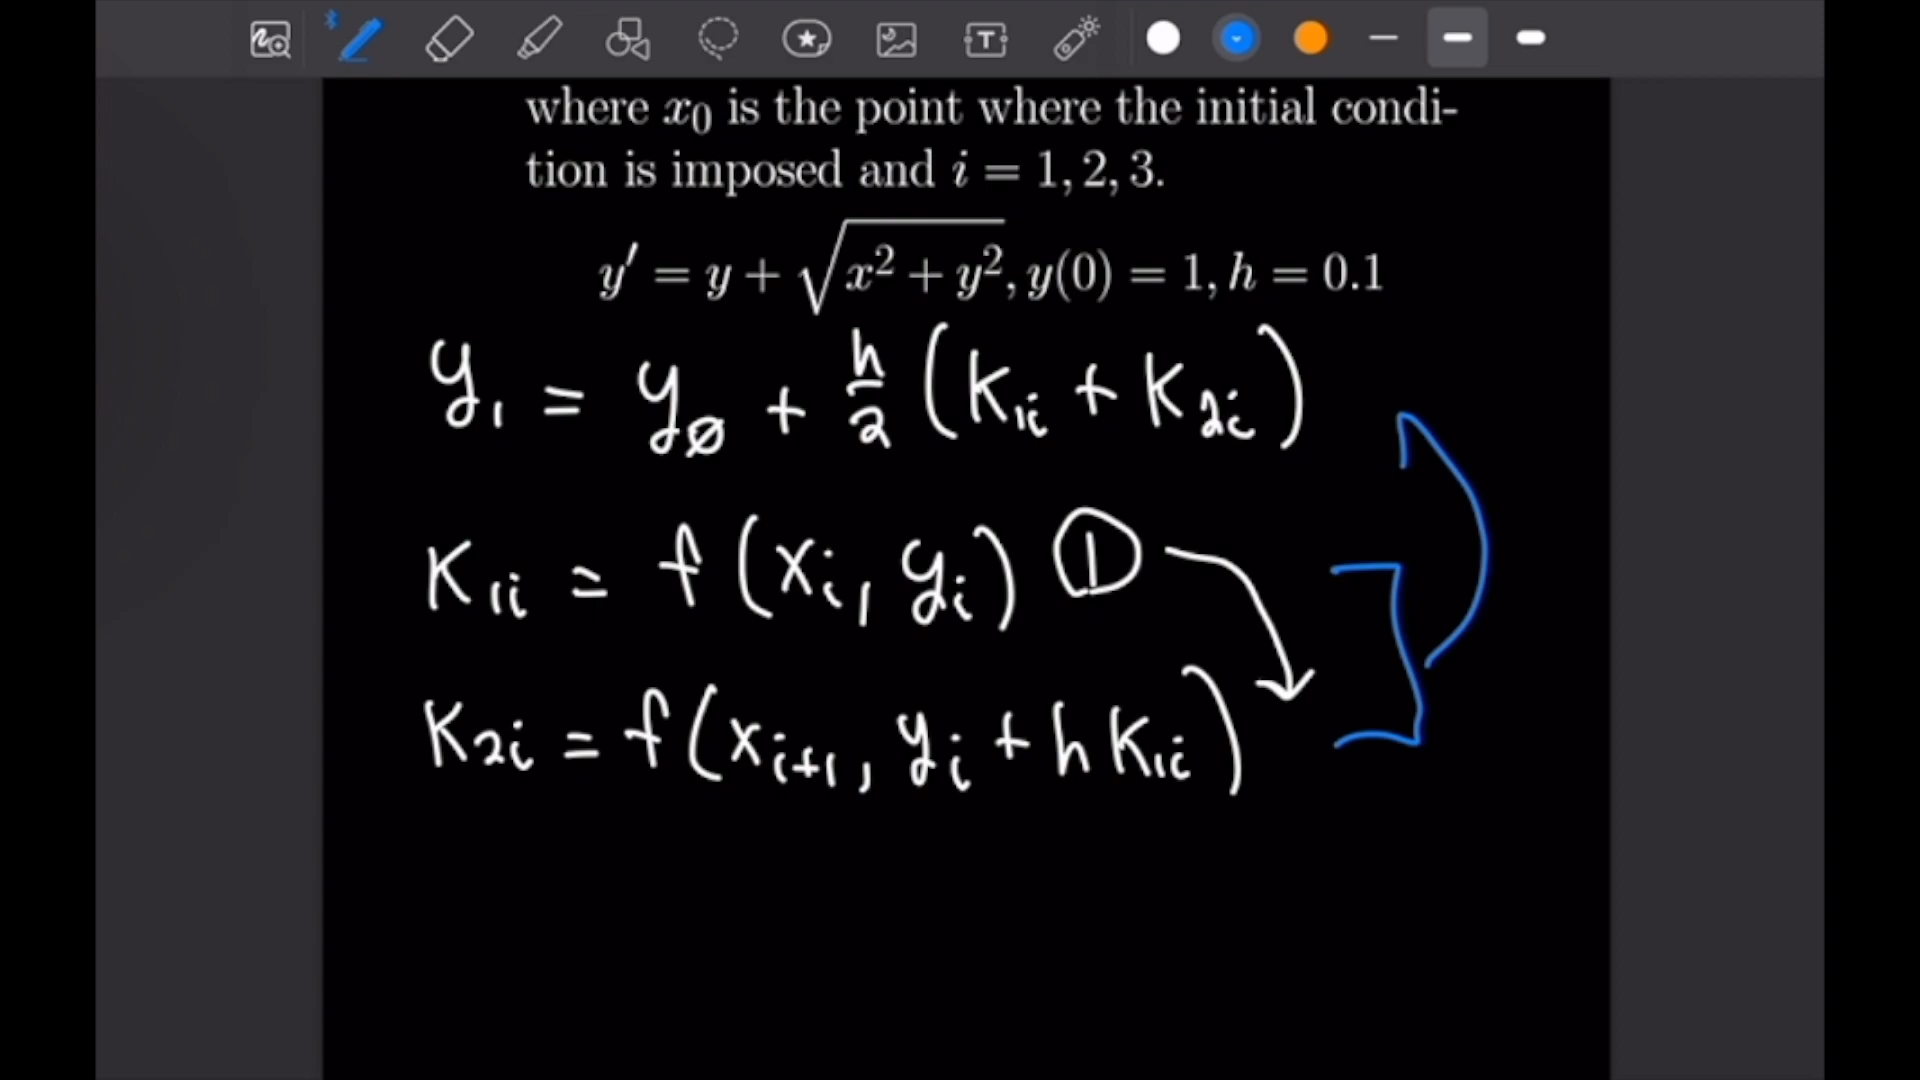 where x₀ is the point where the initial condi-
tion is imposed and i = 1, 2, 3.
y′ = y + √(x² + y²), y(0) = 1, h = 0.1
y₁ = y₀ + h/2 (K₁ᵢ + K₂ᵢ)
K₁ᵢ = f(xᵢ, yᵢ) ①
K₂ᵢ = f(xᵢ₊₁, yᵢ + hK₁ᵢ)